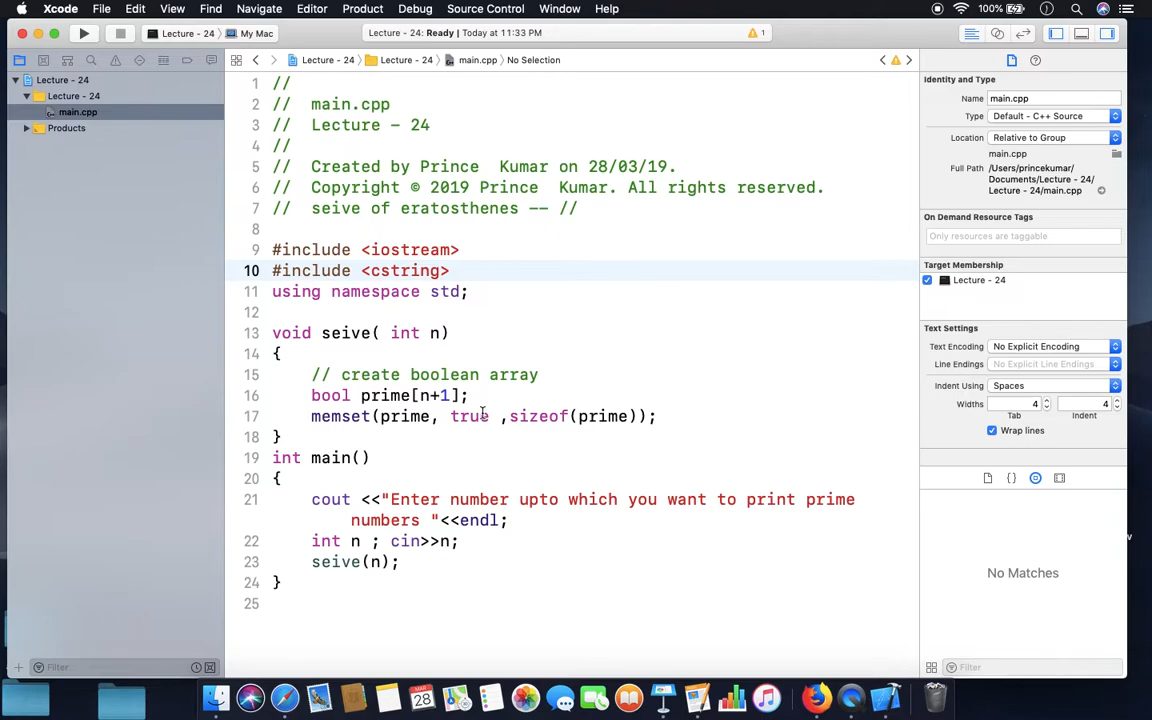 Xcode File Edit View Find Navigate Editor Product Debug Source Control Window Help 100%
Lecture - 24 My Mac Lecture - 24: Ready | Today at 11:33 PM 1
Lecture - 24 Lecture - 24 main.cpp No Selection
Lecture - 24
Lecture - 24
main.cpp
Products
1 //
2 // main.cpp
3 // Lecture - 24
4 //
5 // Created by Prince  Kumar on 28/03/19.
6 // Copyright © 2019 Prince  Kumar. All rights reserved.
7 // seive of eratosthenes -- //
8
9 #include <iostream>
10 #include <cstring>
11 using namespace std;
12
13 void seive( int n)
14 {
15 // create boolean array
16 bool prime[n+1];
17 memset(prime, true ,sizeof(prime));
18 }
19 int main()
20 {
21 cout <<"Enter number upto which you want to print prime
numbers "<<endl;
22 int n ; cin>>n;
23 seive(n);
24 }
25
Identity and Type
Name main.cpp
Type Default - C++ Source
Location Relative to Group
main.cpp
Full Path /Users/princekumar/
Documents/Lecture - 24/
Lecture - 24/main.cpp
On Demand Resource Tags
Only resources are taggable
Target Membership
Lecture - 24
Text Settings
Text Encoding No Explicit Encoding
Line Endings No Explicit Line Endings
Indent Using Spaces
Widths 4 4
Tab Indent
Wrap lines
No Matches
Filter
Filter
MAR
28